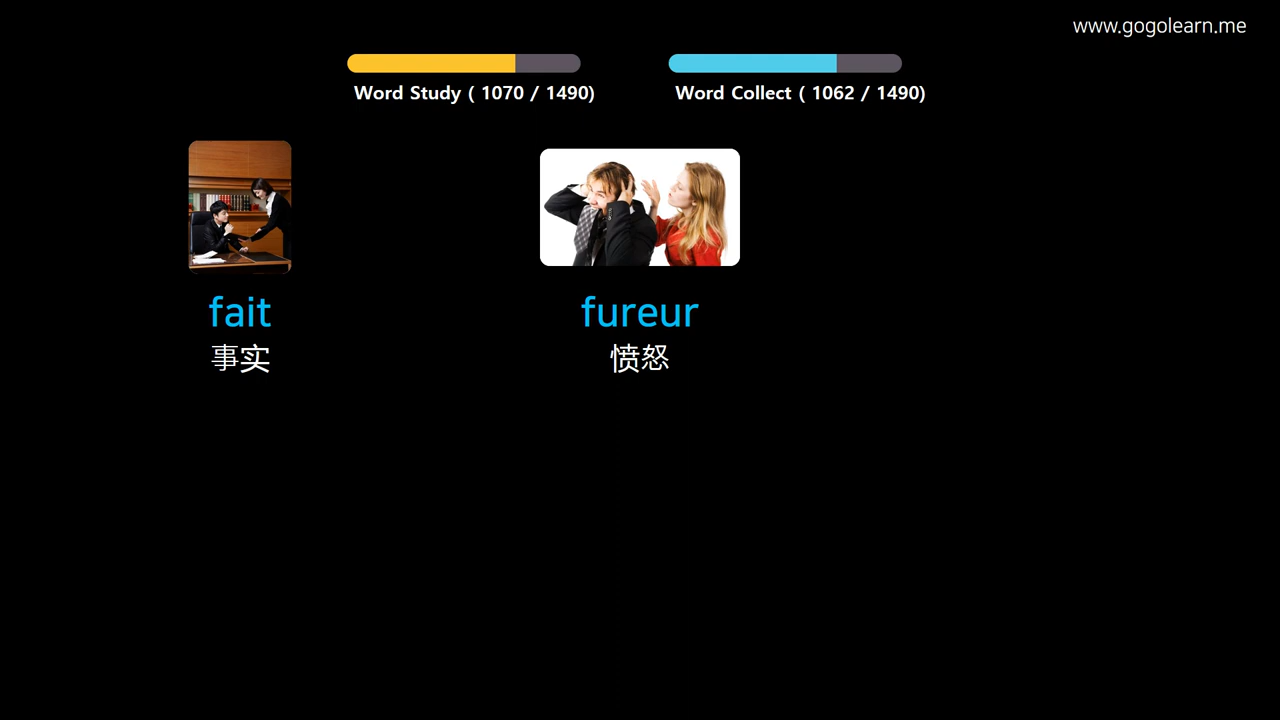 www.gogolearn.me
Word Study ( 1070 / 1490)
Word Collect ( 1062 / 1490)
fait
事实
fureur
愤怒